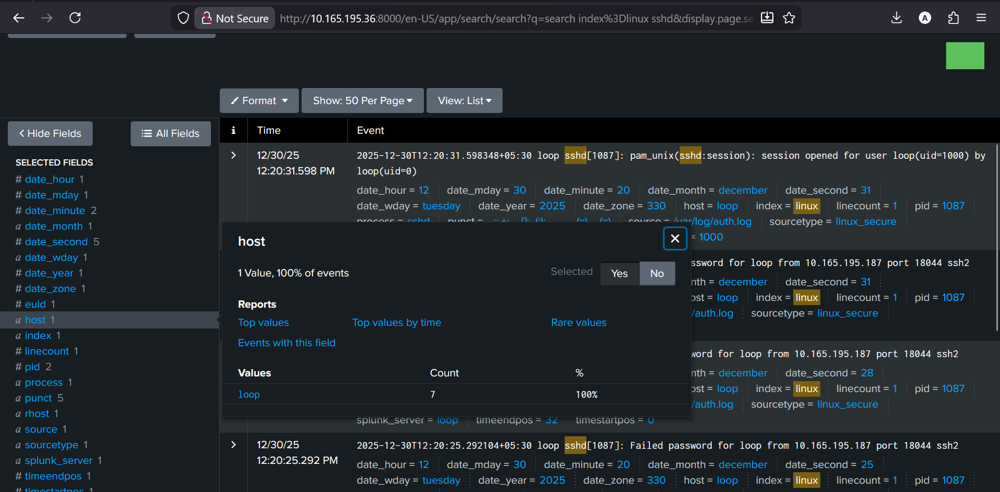 Not Secure
http://10.165.195.36:8000/en-US/app/search/search?q=search index%3Dlinux sshd&display.page.se
A
Format
Show: 50 Per Page
View: List
Hide Fields
All Fields
i Time Event
SELECTED FIELDS
# date_hour 1
# date_mday 1
# date_minute 2
a date_month 1
# date_second 5
a date_wday 1
# date_year 1
# date_zone 1
# euid 1
a host 1
a index 1
# linecount 1
# pid 2
a process 1
a punct 5
a rhost 1
a source 1
a sourcetype 1
a splunk_server 1
# timeendpos 1
# timestartpos 1
12/30/25
12:20:31.598 PM
2025-12-30T12:20:31.598348+05:30 loop sshd[1087]: pam_unix(sshd:session): session opened for user loop(uid=1000) by
loop(uid=0)
date_hour = 12 date_mday = 30 date_minute = 20 date_month = december date_second = 31
date_wday = tuesday date_year = 2025 date_zone = 330 host = loop index = linux linecount = 1 pid = 1087
process = sshd punct = source = /var/log/auth.log sourcetype = linux_secure
= 1000
host
1 Value, 100% of events
Selected Yes No
Reports
Top values Top values by time Rare values
Events with this field
Values Count %
loop 7 100%
ssword for loop from 10.165.195.187 port 18044 ssh2
nth = december date_second = 31
ost = loop index = linux linecount = 1 pid = 1087
/auth.log sourcetype = linux_secure
word for loop from 10.165.195.187 port 18044 ssh2
nth = december date_second = 28
ost = loop index = linux linecount = 1 pid = 1087
/auth.log sourcetype = linux_secure
splunk_server = loop timeendpos = 32 timestartpos = 0
12/30/25
12:20:25.292 PM
2025-12-30T12:20:25.292104+05:30 loop sshd[1087]: Failed password for loop from 10.165.195.187 port 18044 ssh2
date_hour = 12 date_mday = 30 date_minute = 20 date_month = december date_second = 25
date_wday = tuesday date_year = 2025 date_zone = 330 host = loop index = linux linecount = 1 pid = 1087